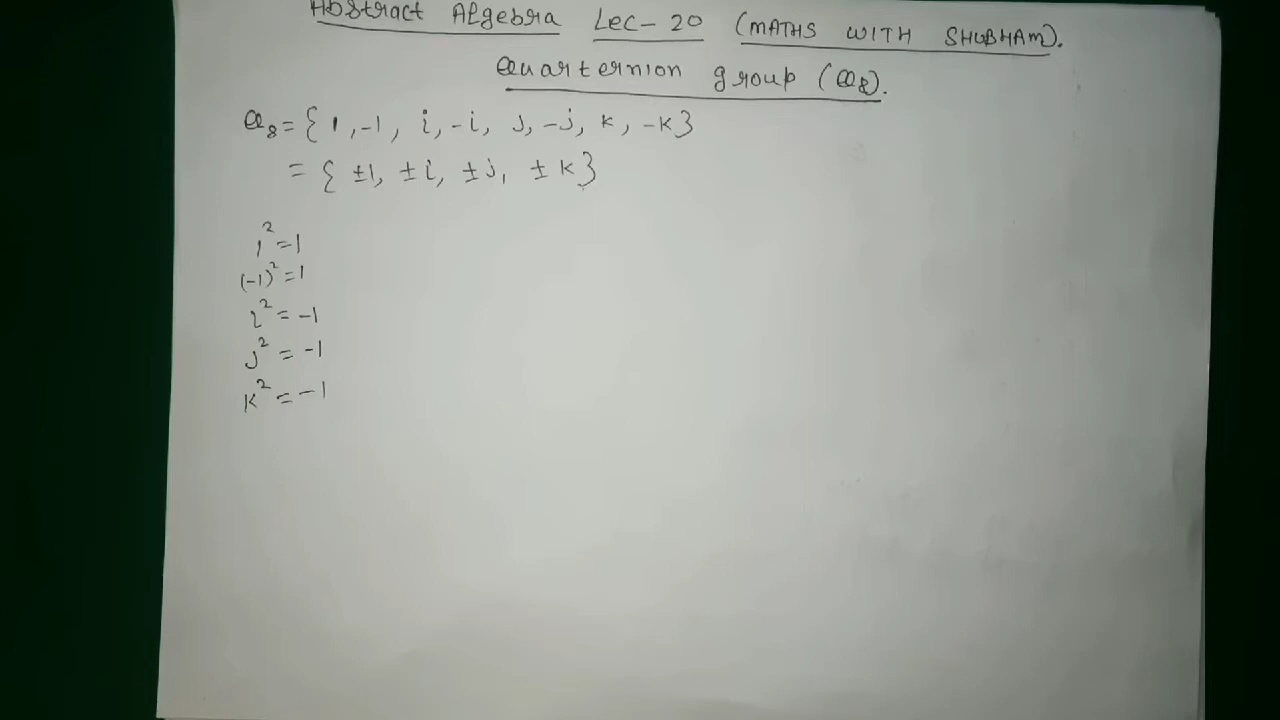 Abstract Algebra Lec-20 (MATHS WITH SHUBHAM).
Quarternion group (Q₈).
Q₈ = { 1, -1, i, -i, j, -j, k, -k}
= { ±1, ±i, ±j, ±k}
1² = 1
(-1)² = 1
i² = -1
j² = -1
k² = -1